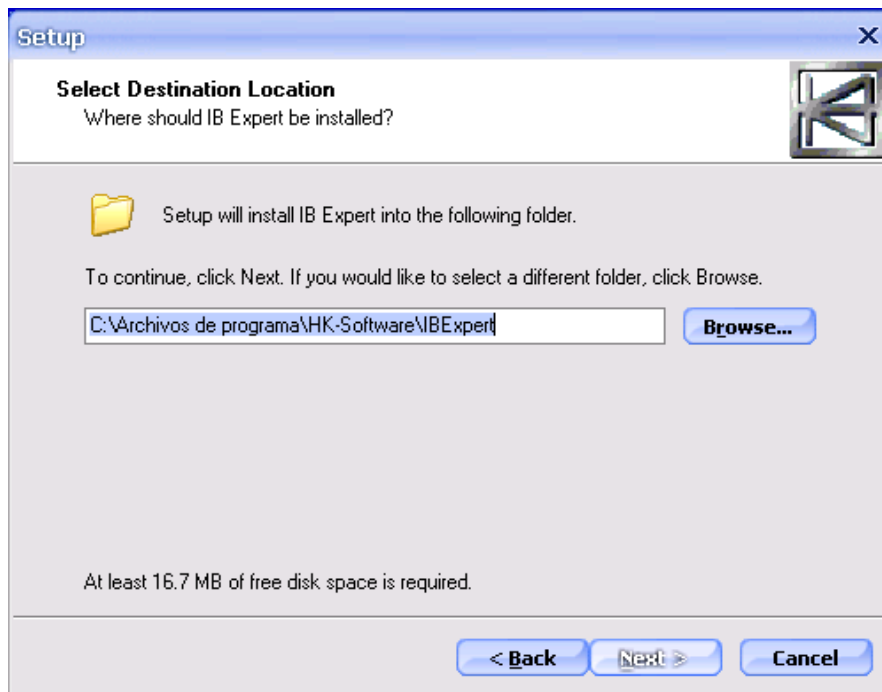 Setup
Select Destination Location
Where should IB Expert be installed?
Setup will install IB Expert into the following folder.
To continue, click Next. If you would like to select a different folder, click Browse.
C:\Archivos de programa\HK-Software\IBExpert
Browse...
At least 16.7 MB of free disk space is required.
< Back Next > Cancel